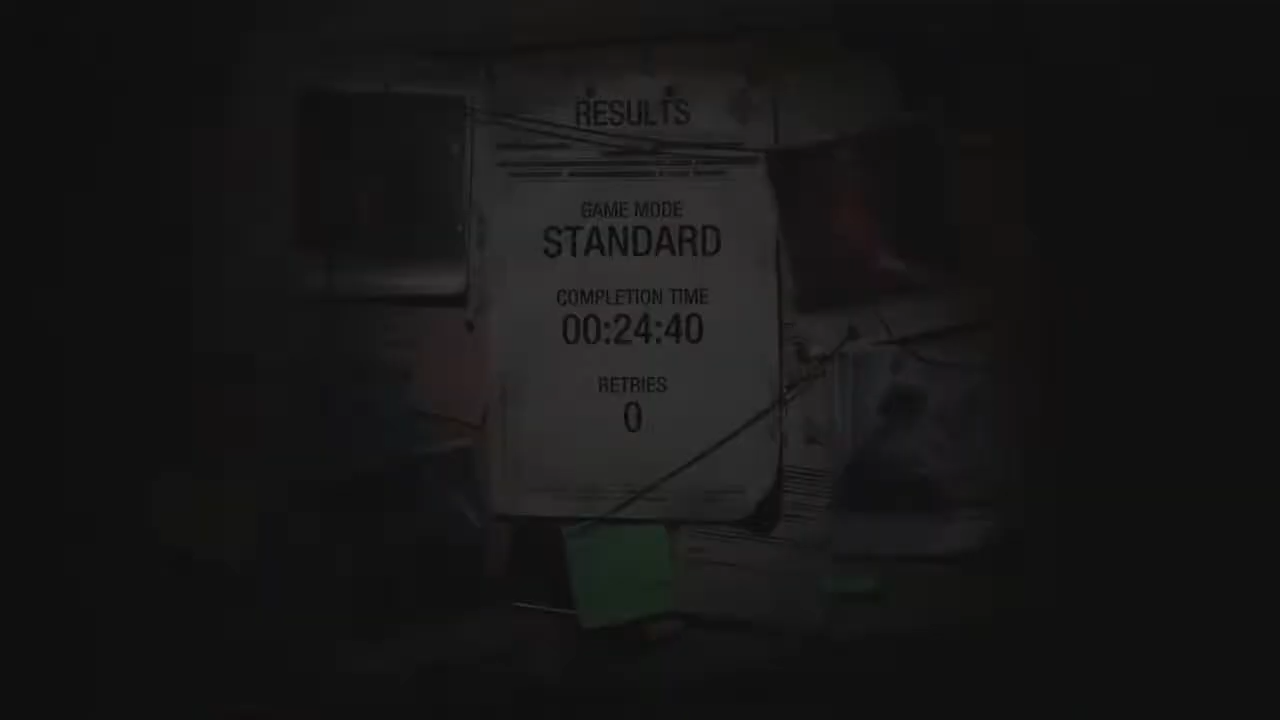 RESULTS
GAME MODE
STANDARD
COMPLETION TIME
00:24:40
RETRIES
0